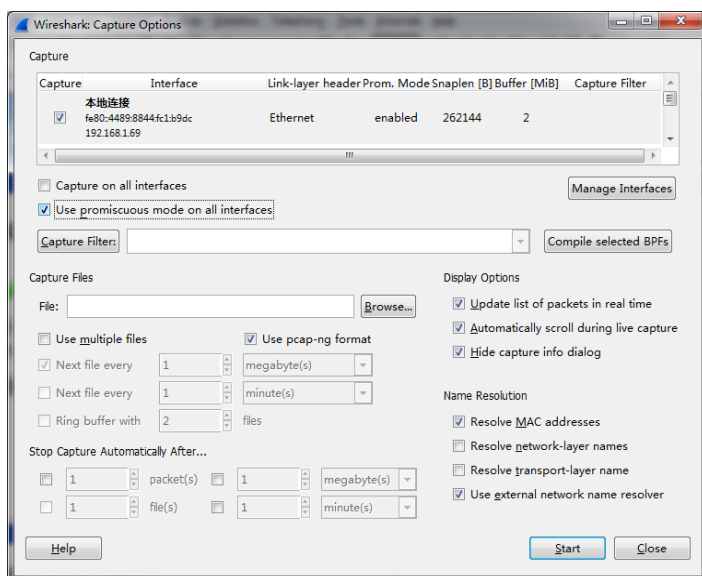 Wireshark: Capture Options
Capture
Capture Interface Link-layer header Prom. Mode Snaplen [B] Buffer [MiB] Capture Filter
本地连接
fe80::4489:8844:fc1:b9dc
Ethernet enabled 262144 2
192.168.1.69
Capture on all interfaces
Manage Interfaces
Use promiscuous mode on all interfaces
Capture Filter:
Compile selected BPFs
Capture Files
Display Options
File:
Browse...
Update list of packets in real time
Use multiple files
Use pcap-ng format
Automatically scroll during live capture
Next file every 1 megabyte(s)
Hide capture info dialog
Next file every 1 minute(s)
Name Resolution
Ring buffer with 2 files
Resolve MAC addresses
Stop Capture Automatically After...
Resolve network-layer names
1 packet(s) 1 megabyte(s)
Resolve transport-layer name
1 file(s) 1 minute(s)
Use external network name resolver
Help
Start
Close